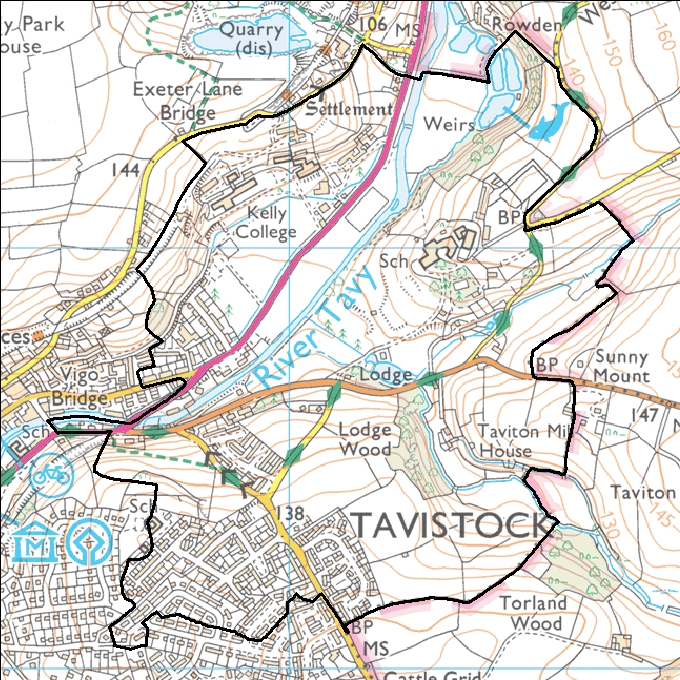 106 MS
Rowden
y Park
ouse
Quarry
(dis)
We
150
160
140
Exeter Lane
Bridge
Settlement
Weirs
144
Kelly
College
BP
Sch
River Tavy
ces
Vigo
Bridge
Lodge
BP
Sunny
Mount
147
Sch
Lodge
Wood
Taviton Mil
House
Taviton
138
TAVISTOCK
130
145
M
Torland
Wood
BP
MS
Cattle Grid